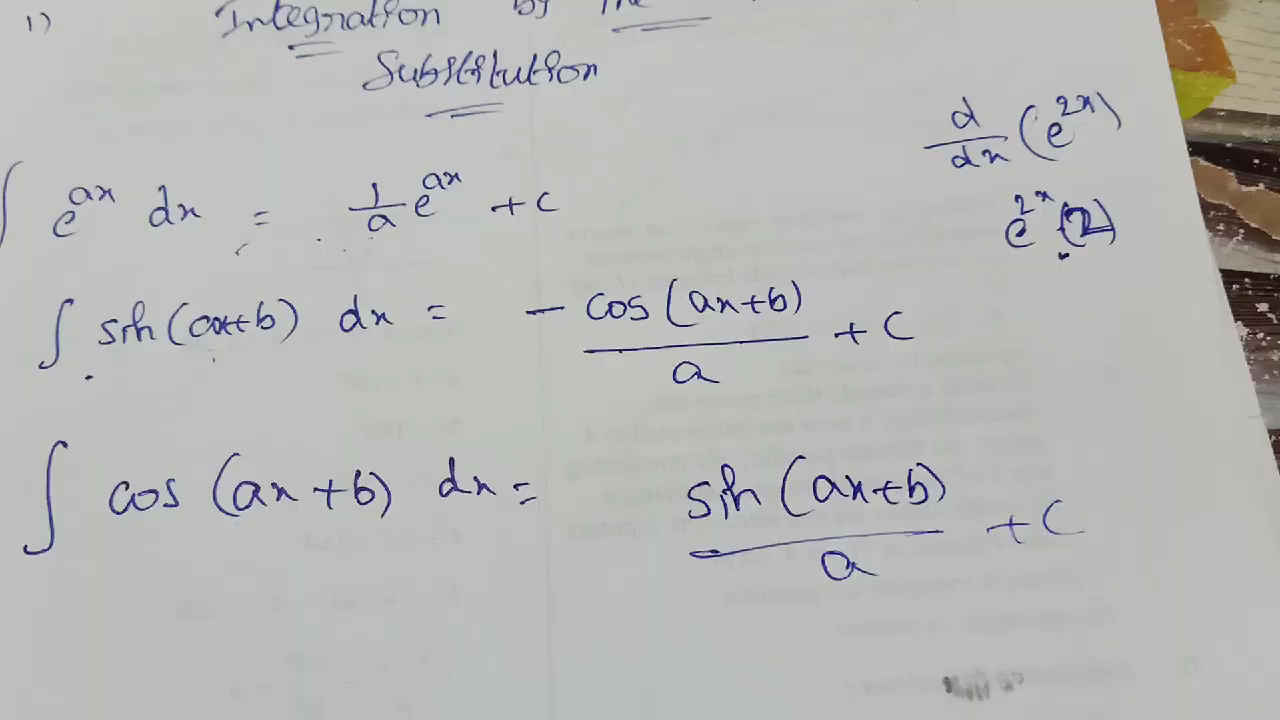 1) Integration by the
Substitution
d/dx (e^{2x})
∫ e^{ax} dx = 1/a e^{ax} + C
e^{2x} (2)
∫ sin(ax+b) dx = - cos(ax+b)/a + C
∫ cos(ax+b) dx = sin(ax+b)/a + C